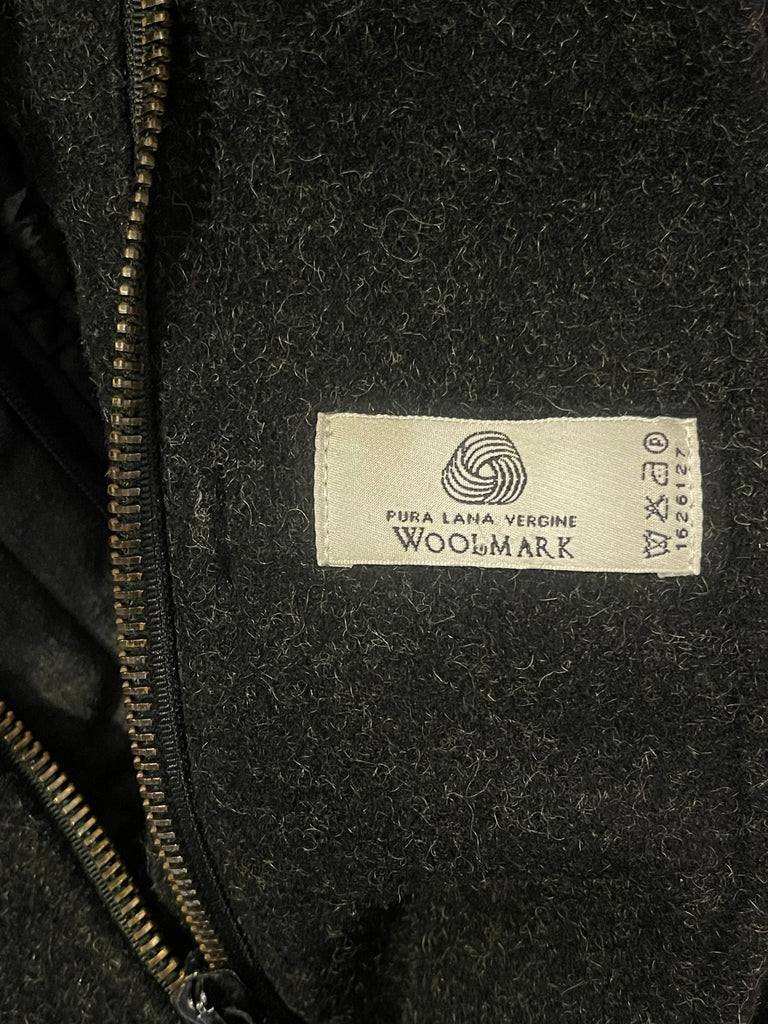 PURA LANA VERGINE
WOOLMARK
P
1626127